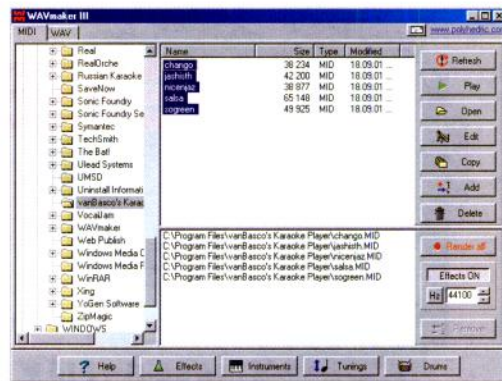 WAVmaker III
MIDI WAV
www.polyhedric.com
Real
RealOrche
Russian Karaoke
SaveNow
Sonic Foundry
Sonic Foundry Se
Symantec
TechSmith
The Bat!
Ulead Systems
UMSD
Uninstall Informati
vanBasco's Karao
VocalJam
WAVmaker
Web Publish
Windows Media C
Windows Media P
WinRAR
Xing
YoGen Software
ZipMagic
WINDOWS
Name Size Type Modified
chango 38 234 MID 18.09.01 ...
jashisth 42 200 MID 18.09.01 ...
nicenjaz 38 877 MID 18.09.01 ...
salsa 65 148 MID 18.09.01 ...
sogreen 49 925 MID 18.09.01 ...
C:\Program Files\vanBasco's Karaoke Player\chango.MID
C:\Program Files\vanBasco's Karaoke Player\jashisth.MID
C:\Program Files\vanBasco's Karaoke Player\nicenjaz.MID
C:\Program Files\vanBasco's Karaoke Player\salsa.MID
C:\Program Files\vanBasco's Karaoke Player\sogreen.MID
Refresh
Play
Open
Edit
Copy
Add
Delete
Render all
Effects ON
Hz 44100
Remove
Help
Effects
Instruments
Tunings
Drums